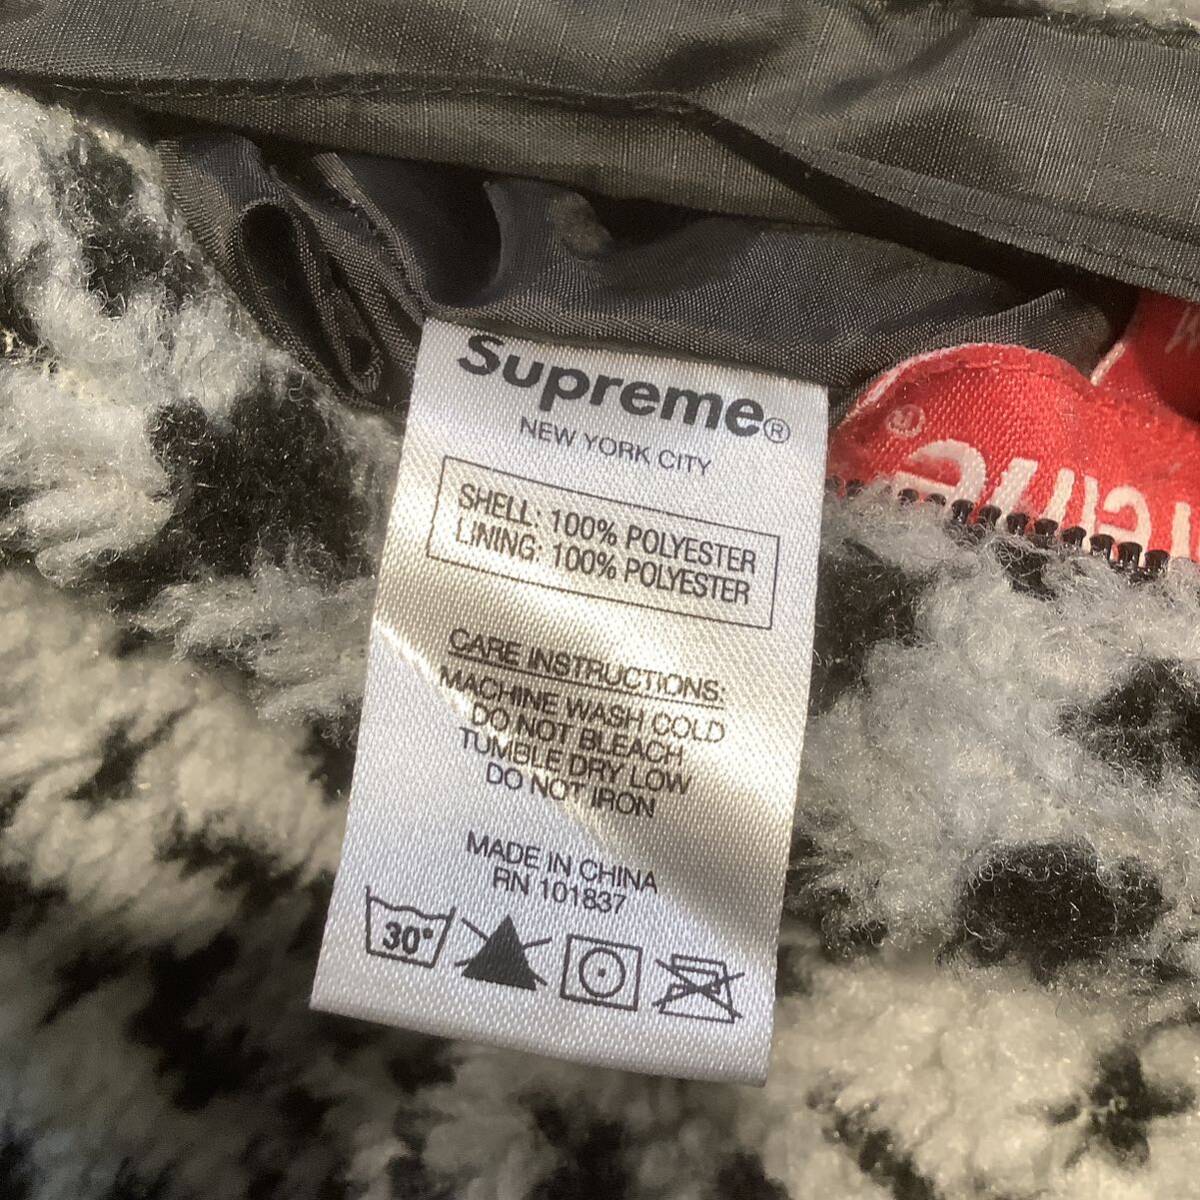 Supreme®
NEW YORK CITY
SHELL: 100% POLYESTER
LINING: 100% POLYESTER
CARE INSTRUCTIONS:
MACHINE WASH COLD
DO NOT BLEACH
TUMBLE DRY LOW
DO NOT IRON
MADE IN CHINA
RN 101837
30°